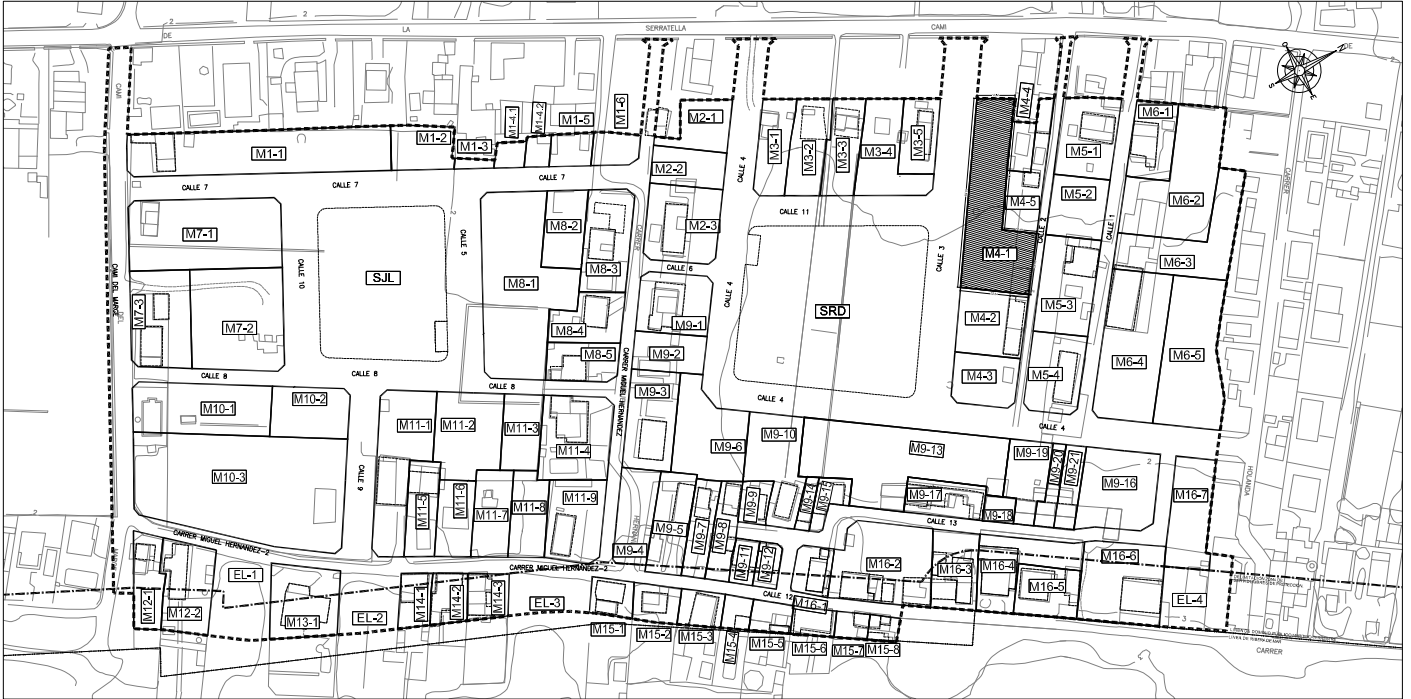 DE LA SERRATELLA CAMI DE
CAMI
M1-1
M1-2
M1-3
M1-4.1
M1-4.2
M1-5
M1-6
M2-1
M2-2
M2-3
M3-1
M3-2
M3-3
M3-4
M3-5
M4-4
M4-5
M4-1
M4-2
M4-3
M5-1
M5-2
M5-3
M5-4
M6-1
M6-2
M6-3
M6-4
M6-5
CALLE 7
CALLE 7
CALLE 7
CALLE 4
CALLE 11
CALLE 2
CALLE 1
CARRER
CARRER
M7-1
M7-2
M7-3
CALLE 10
SJL
CALLE 5
M8-1
M8-2
M8-3
M8-4
M8-5
CALLE 6
CALLE 4
SRD
CALLE 3
CAMI DEL MARGE
DEL
CALLE 8
CALLE 8
CALLE 8
CARRER MIGUEL HERNANDEZ
M9-1
M9-2
M9-3
M9-6
M9-10
M9-13
M9-19
M9-20
M9-21
M9-16
M16-7
CALLE 4
CALLE 4
HOLANDA
M10-1
M10-2
M10-3
CALLE 9
M11-1
M11-2
M11-3
M11-4
M11-5
M11-6
M11-7
M11-8
M11-9
M9-4
M9-5
M9-7
M9-8
M9-9
M9-11
M9-12
M9-14
M9-15
M9-17
M9-18
CALLE 13
CARRER MIGUEL HERNANDEZ-2
CARRER MIGUEL HERNANDEZ-2
CALLE 12
M12-1
M12-2
EL-1
M13-1
EL-2
M14-1
M14-2
M14-3
EL-3
M15-1
M15-2
M15-3
M15-4
M15-5
M15-6
M15-7
M15-8
M16-1
M16-2
M16-3
M16-4
M16-5
M16-6
EL-4
CARRER